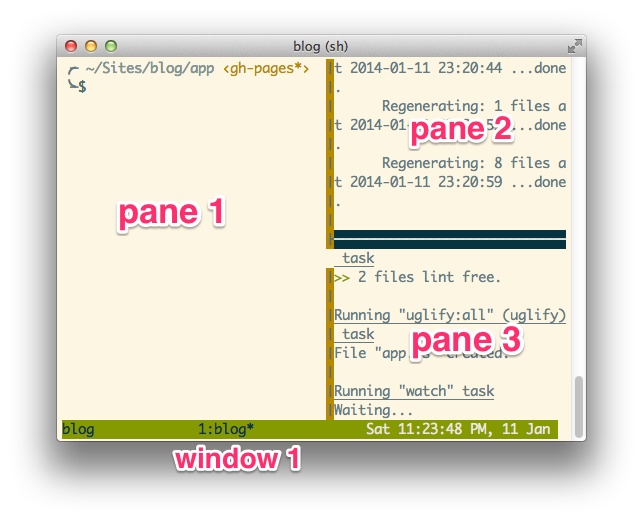 blog (sh)
~/Sites/blog/app <gh-pages*>
$
pane 1
t 2014-01-11 23:20:44 ...done
.
Regenerating: 1 files a
t 2014-01-11 ...done
.
pane 2
Regenerating: 8 files a
t 2014-01-11 23:20:59 ...done
.
task
>> 2 files lint free.
Running "uglify:all" (uglify)
task
File created.
pane 3
Running "watch" task
Waiting...
blog 1:blog* Sat 11:23:48 PM, 11 Jan
window 1